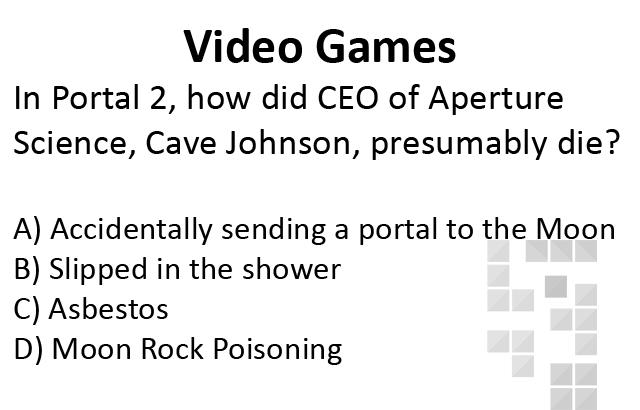 Video Games
In Portal 2, how did CEO of Aperture
Science, Cave Johnson, presumably die?
A) Accidentally sending a portal to the Moon
B) Slipped in the shower
C) Asbestos
D) Moon Rock Poisoning